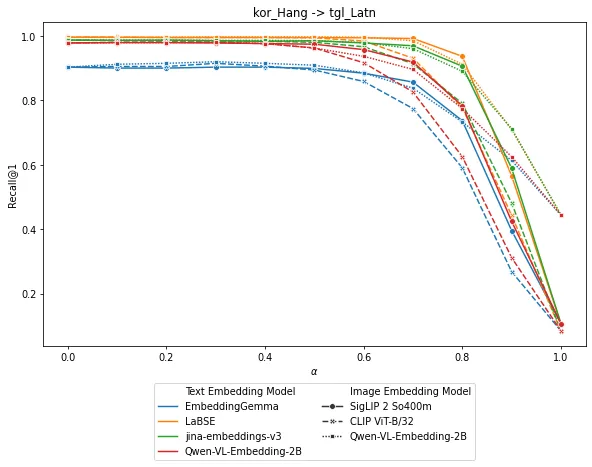 kor_Hang -> tgl_Latn
1.0
0.8
0.6
0.4
0.2
Recall@1
0.0 0.2 0.4 0.6 0.8 1.0
α
Text Embedding Model Image Embedding Model
EmbeddingGemma SigLIP 2 So400m
LaBSE CLIP ViT-B/32
jina-embeddings-v3 Qwen-VL-Embedding-2B
Qwen-VL-Embedding-2B